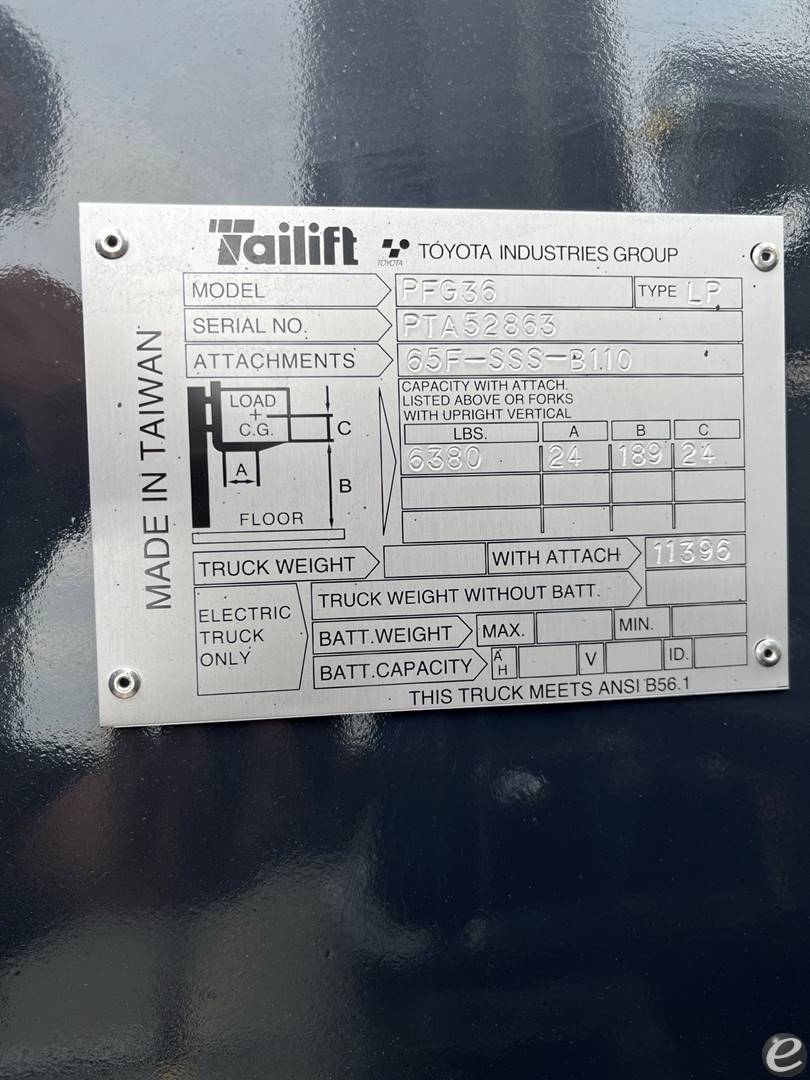 Tailift TOYOTA TOYOTA INDUSTRIES GROUP
MADE IN TAIWAN
MODEL PFG36 TYPE LP
SERIAL NO. PTA52863
ATTACHMENTS 65F-SSS-B110
LOAD
+
C.G.
A
B
C
FLOOR
CAPACITY WITH ATTACH.
LISTED ABOVE OR FORKS
WITH UPRIGHT VERTICAL
LBS. A B C
6380 24 189 24
TRUCK WEIGHT WITH ATTACH 11396
ELECTRIC
TRUCK
ONLY
TRUCK WEIGHT WITHOUT BATT.
BATT.WEIGHT MAX. MIN.
BATT.CAPACITY AH V ID.
THIS TRUCK MEETS ANSI B56.1
e